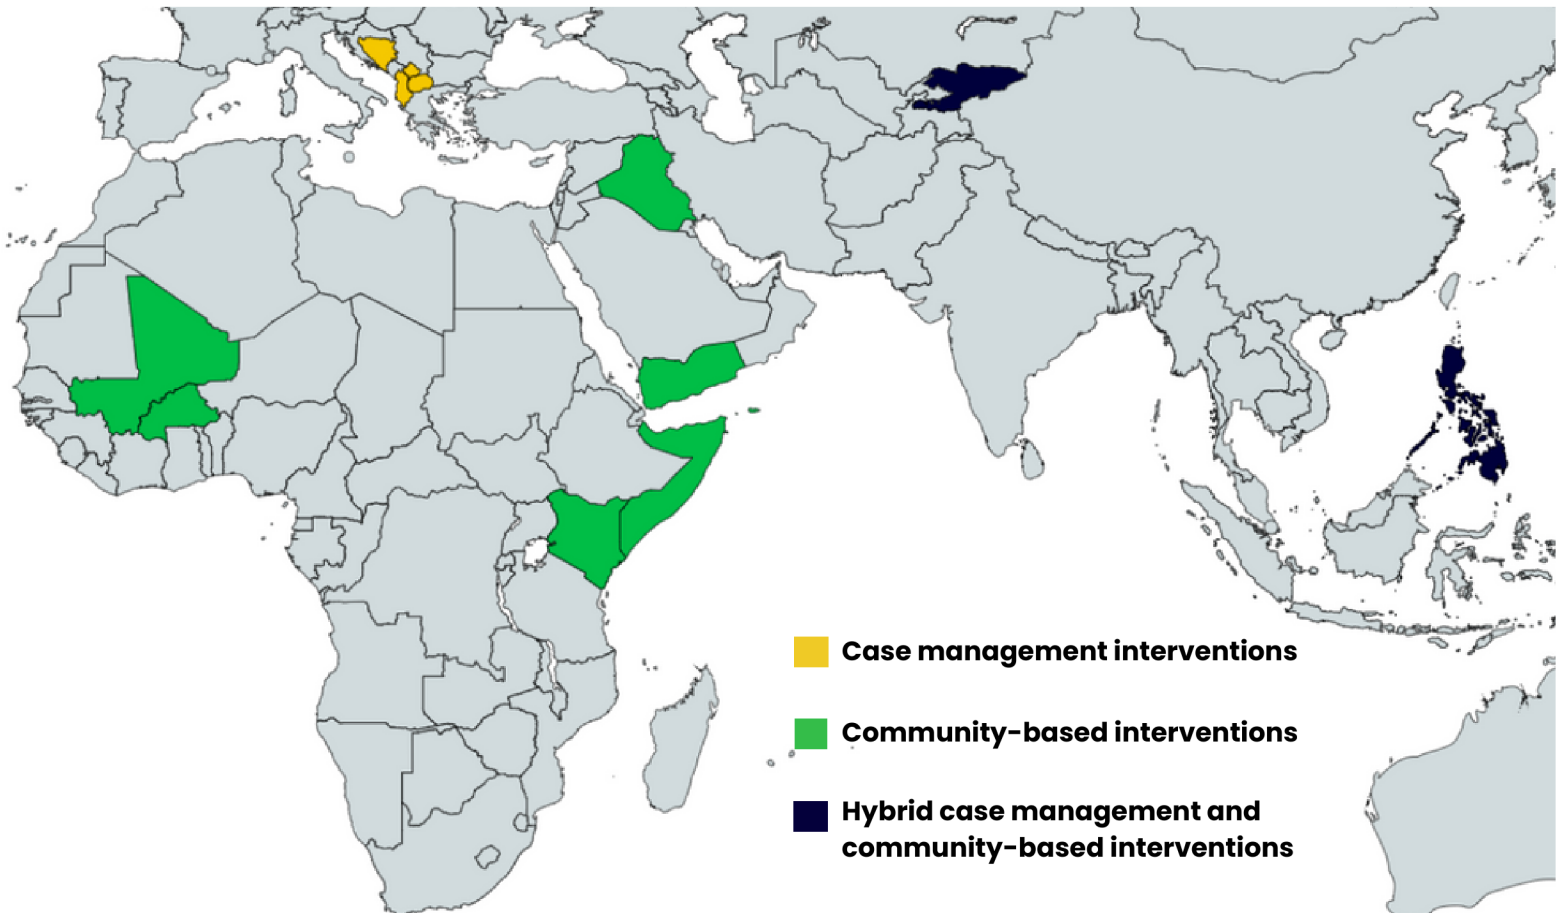 Case management interventions
Community-based interventions
Hybrid case management and
community-based interventions